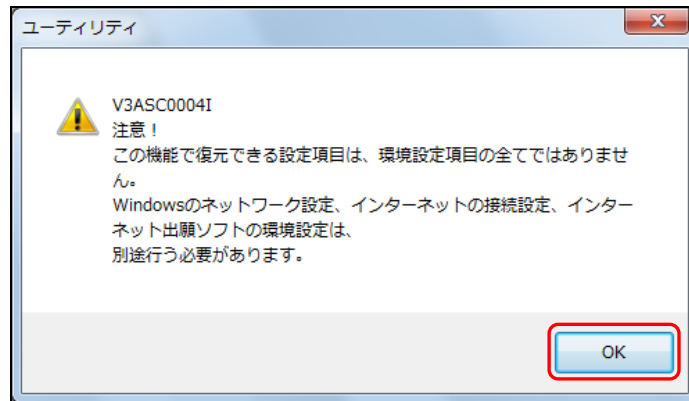 ユーティリティ
V3ASC0004I
注意！
この機能で復元できる設定項目は、環境設定項目の全てではありませ
ん。
Windowsのネットワーク設定、インターネットの接続設定、インター
ネット出願ソフトの環境設定は、
別途行う必要があります。
OK